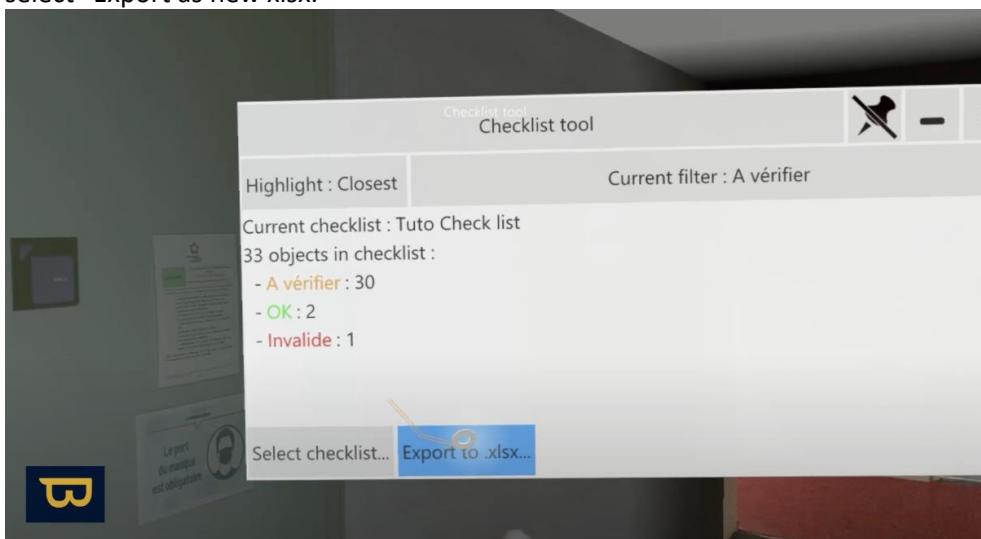 select "Export as new xlsx."
Checklist tool
Checklist tool
Highlight : Closest
Current filter : A vérifier
Current checklist : Tuto Check list
33 objects in checklist :
- A vérifier : 30
- OK : 2
- Invalide : 1
Select checklist...
Export to .xlsx...
Le port
du masque
est obligatoire